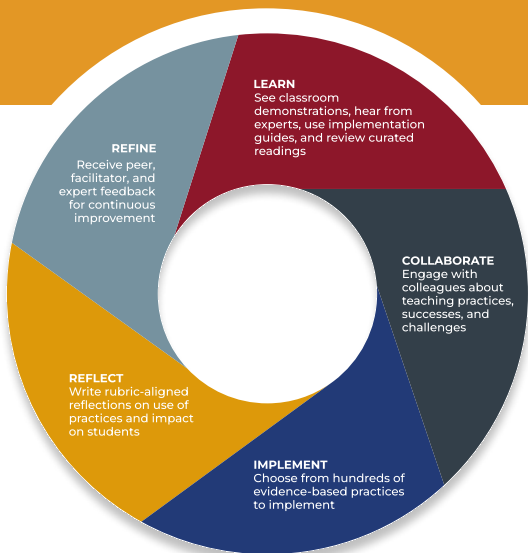 LEARN
See classroom
demonstrations, hear from
experts, use implementation
guides, and review curated
readings
COLLABORATE
Engage with
colleagues about
teaching practices,
successes, and
challenges
IMPLEMENT
Choose from hundreds of
evidence-based practices
to implement
REFLECT
Write rubric-aligned
reflections on use of
practices and impact
on students
REFINE
Receive peer,
facilitator, and
expert feedback
for continuous
improvement